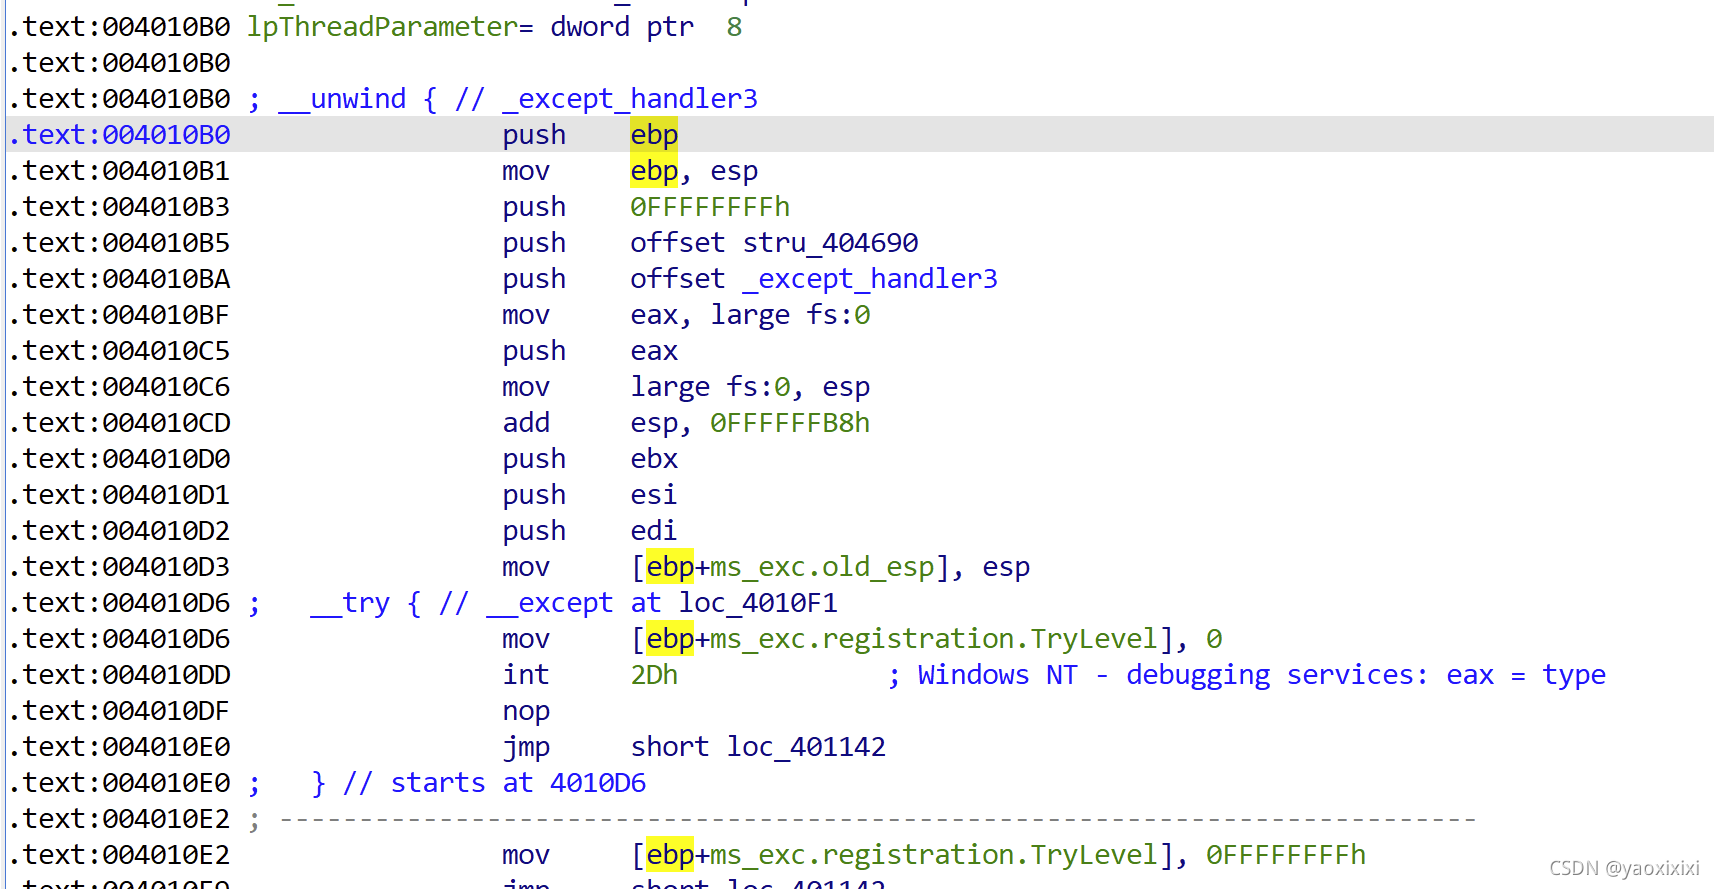 .text:004010B0 lpThreadParameter= dword ptr  8
.text:004010B0
.text:004010B0 ; __unwind { // _except_handler3
.text:004010B0                 push    ebp
.text:004010B1                 mov     ebp, esp
.text:004010B3                 push    0FFFFFFFFh
.text:004010B5                 push    offset stru_404690
.text:004010BA                 push    offset _except_handler3
.text:004010BF                 mov     eax, large fs:0
.text:004010C5                 push    eax
.text:004010C6                 mov     large fs:0, esp
.text:004010CD                 add     esp, 0FFFFFFB8h
.text:004010D0                 push    ebx
.text:004010D1                 push    esi
.text:004010D2                 push    edi
.text:004010D3                 mov     [ebp+ms_exc.old_esp], esp
.text:004010D6 ;   __try { // __except at loc_4010F1
.text:004010D6                 mov     [ebp+ms_exc.registration.TryLevel], 0
.text:004010DD                 int     2Dh             ; Windows NT - debugging services: eax = type
.text:004010DF                 nop
.text:004010E0                 jmp     short loc_401142
.text:004010E0 ;   } // starts at 4010D6
.text:004010E2 ; ---------------------------------------------------------------------------
.text:004010E2                 mov     [ebp+ms_exc.registration.TryLevel], 0FFFFFFFFh
.text:004010E9                 jmp     short loc_401142
CSDN @yaoxixixi